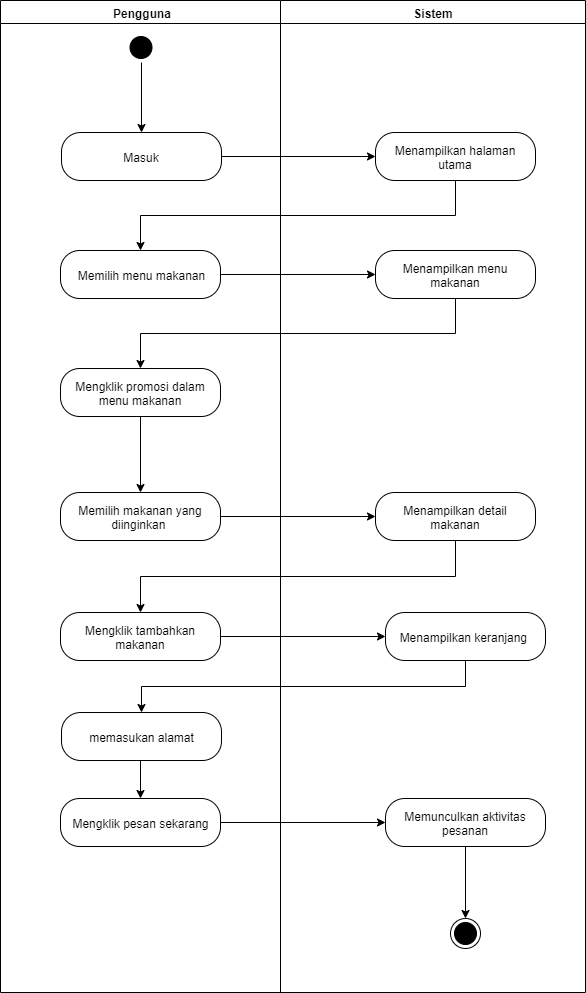 Pengguna
Sistem
Masuk
Menampilkan halaman
utama
Memilih menu makanan
Menampilkan menu
makanan
Mengklik promosi dalam
menu makanan
Memilih makanan yang
diinginkan
Menampilkan detail
makanan
Mengklik tambahkan
makanan
Menampilkan keranjang
memasukan alamat
Mengklik pesan sekarang
Memunculkan aktivitas
pesanan